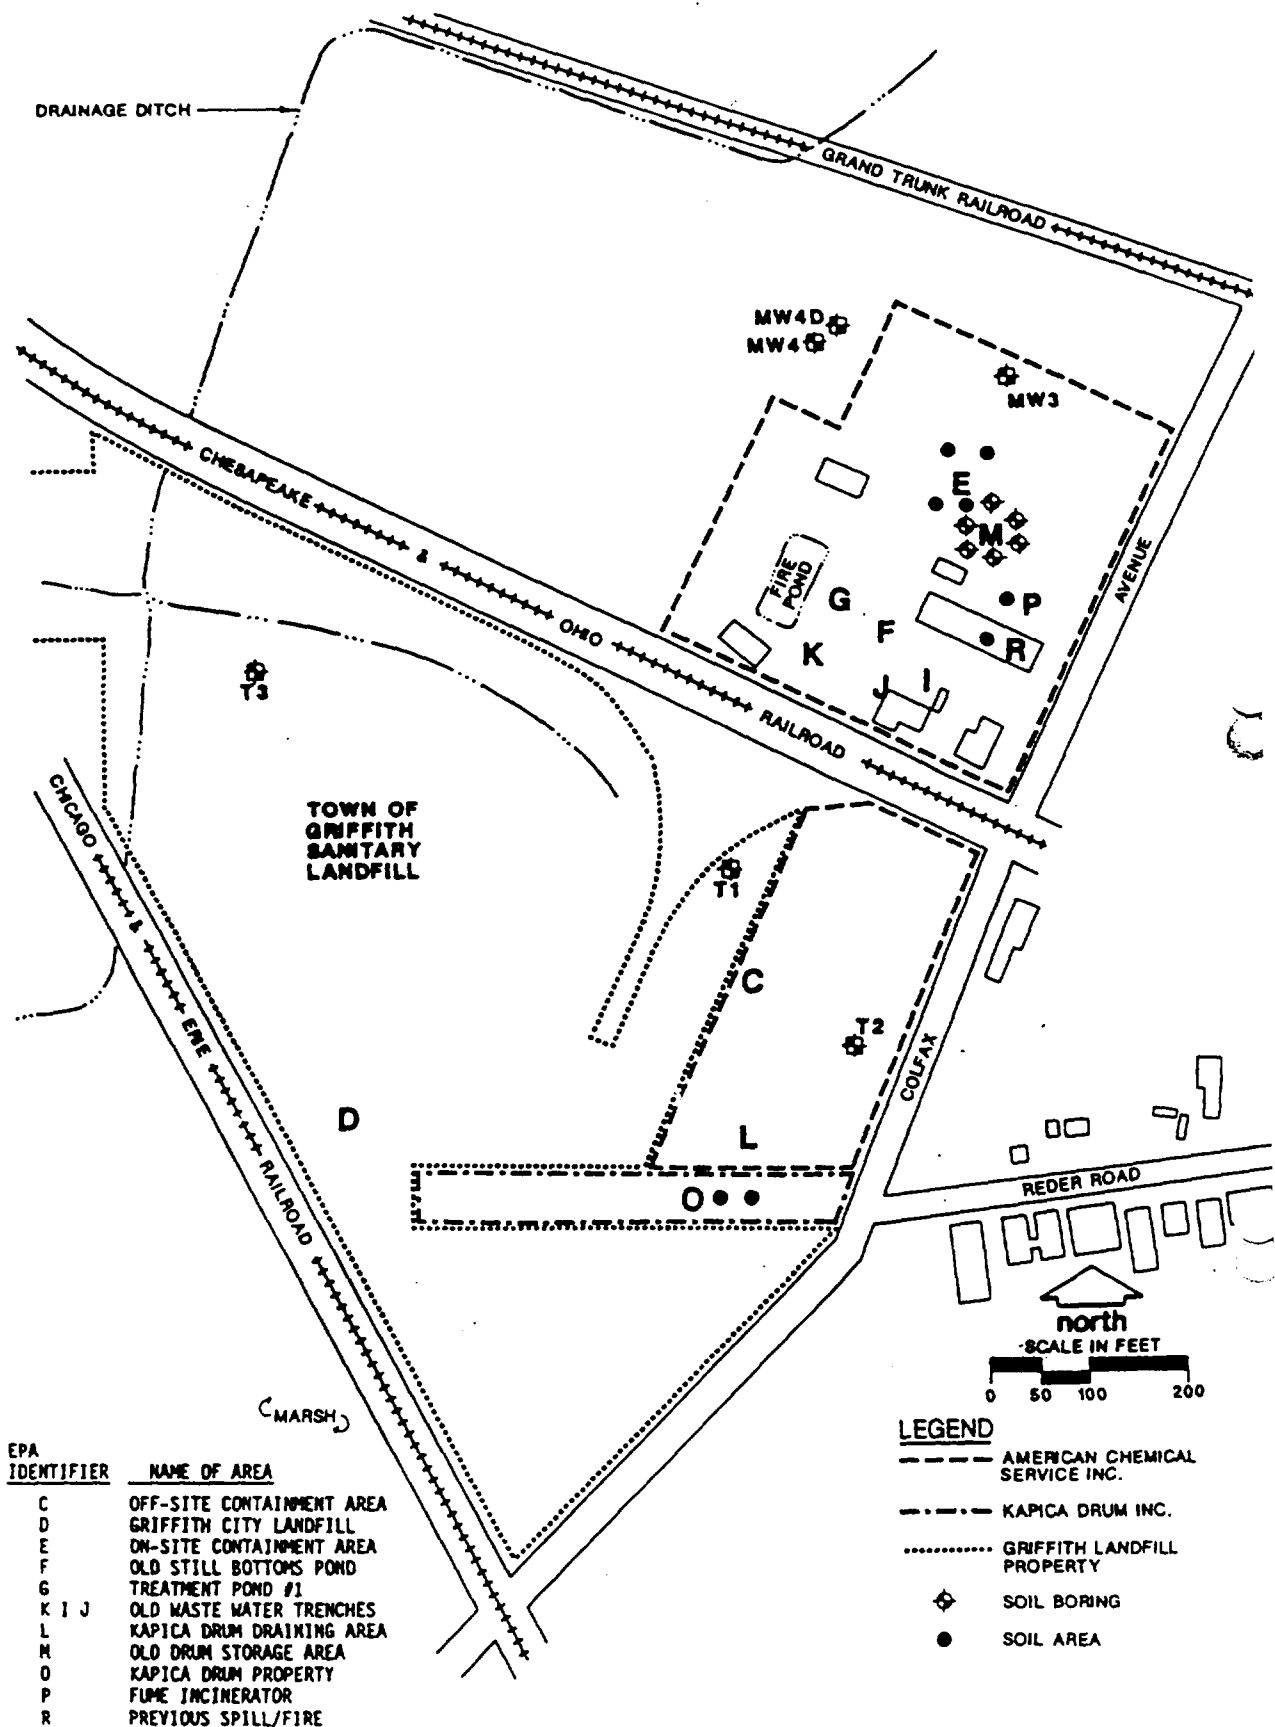 DRAINAGE DITCH
GRAND TRUNK RAILROAD
MW4D
MW4
MW3
CHESAPEAKE & OHIO RAILROAD
E
M
FIRE
POND
G
P
F
R
K
J I
AVENUE
T3
CHICAGO & ERIE RAILROAD
TOWN OF
GRIFFITH
SANITARY
LANDFILL
T1
C
T2
COLFAX
D
L
O
REDER ROAD
north
SCALE IN FEET
0 50 100 200
MARSH
LEGEND
AMERICAN CHEMICAL
SERVICE INC.
KAPICA DRUM INC.
GRIFFITH LANDFILL
PROPERTY
SOIL BORING
SOIL AREA
EPA
IDENTIFIER NAME OF AREA
C OFF-SITE CONTAINMENT AREA
D GRIFFITH CITY LANDFILL
E ON-SITE CONTAINMENT AREA
F OLD STILL BOTTOMS POND
G TREATMENT POND #1
K I J OLD WASTE WATER TRENCHES
L KAPICA DRUM DRAINING AREA
M OLD DRUM STORAGE AREA
O KAPICA DRUM PROPERTY
P FUME INCINERATOR
R PREVIOUS SPILL/FIRE